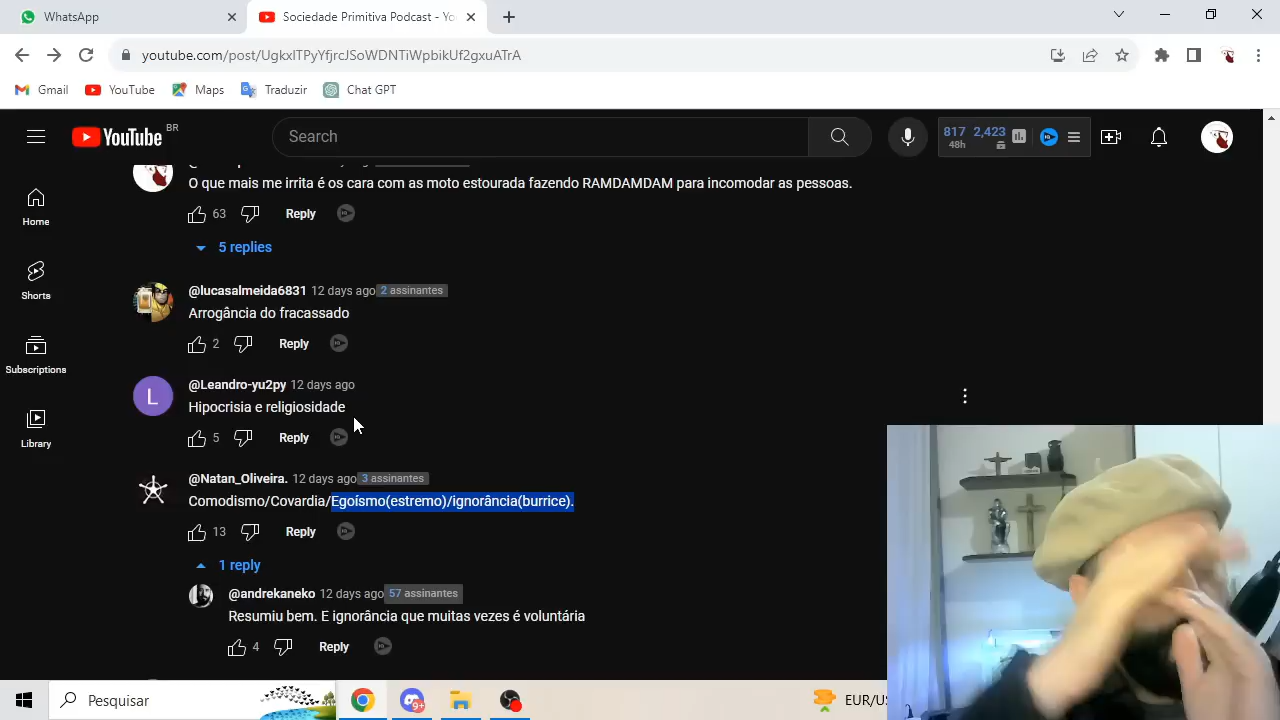 WhatsApp
Sociedade Primitiva Podcast - Yo
youtube.com/post/UgkxlTPyYfjrcJSoWDNTiWpbikUf2gxuATrA
Gmail
YouTube
Maps
Traduzir
Chat GPT
YouTube BR
Search
817 2,423
48h
Home
Shorts
Subscriptions
Library
O que mais me irrita é os cara com as moto estourada fazendo RAMDAMDAM para incomodar as pessoas.
63 Reply
5 replies
@lucasalmeida6831 12 days ago 2 assinantes
Arrogância do fracassado
2 Reply
L
@Leandro-yu2py 12 days ago
Hipocrisia e religiosidade
5 Reply
@Natan_Oliveira. 12 days ago 3 assinantes
Comodismo/Covardia/Egoísmo(estremo)/ignorância(burrice).
13 Reply
1 reply
@andrekaneko 12 days ago 57 assinantes
Resumiu bem. E ignorância que muitas vezes é voluntária
4 Reply
Pesquisar
9+
EUR/US